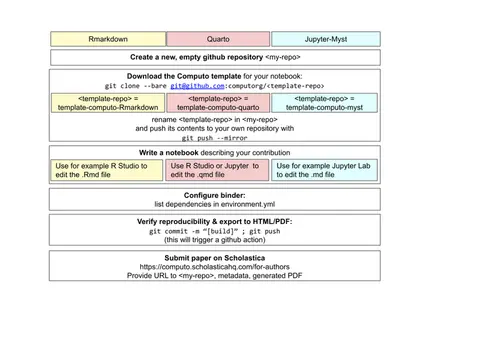 Rmarkdown
Quarto
Jupyter-Myst
Create a new, empty github repository <my-repo>
Download the Computo template for your notebook:
git clone --bare git@github.com:computorg/<template-repo>
<template-repo> =
template-computo-Rmarkdown
<template-repo> =
template-computo-quarto
<template-repo> =
template-computo-myst
rename <template-repo> in <my-repo>
and push its contents to your own repository with
git push --mirror
Write a notebook describing your contribution
Use for example R Studio to
edit the .Rmd file
Use R Studio or Jupyter to
edit the .qmd file
Use for example Jupyter Lab
to edit the .md file
Configure binder:
list dependencies in environment.yml
Verify reproducibility & export to HTML/PDF:
git commit -m “[build]” ; git push
(this will trigger a github action)
Submit paper on Scholastica
https://computo.scholasticahq.com/for-authors
Provide URL to <my-repo>, metadata, generated PDF